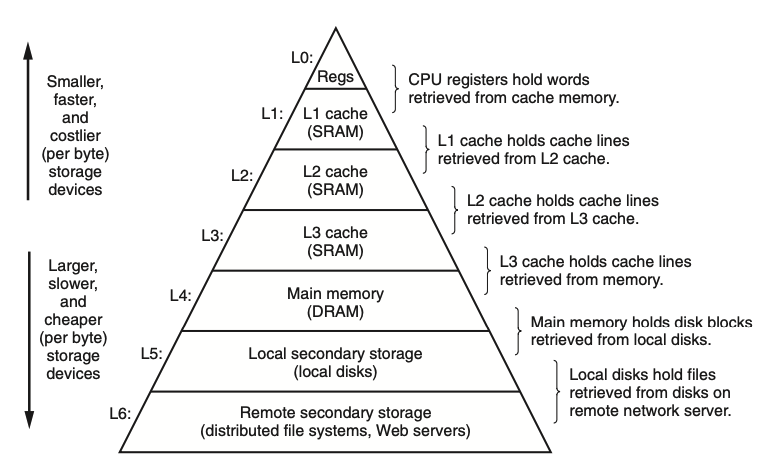 L0:
Regs
CPU registers hold words
retrieved from cache memory.
Smaller,
faster,
and
costlier
(per byte)
storage
devices
L1:
L1 cache
(SRAM)
L1 cache holds cache lines
retrieved from L2 cache.
L2:
L2 cache
(SRAM)
L2 cache holds cache lines
retrieved from L3 cache.
L3:
L3 cache
(SRAM)
L3 cache holds cache lines
retrieved from memory.
Larger,
slower,
and
cheaper
(per byte)
storage
devices
L4:
Main memory
(DRAM)
Main memory holds disk blocks
retrieved from local disks.
L5:
Local secondary storage
(local disks)
Local disks hold files
retrieved from disks on
remote network server.
L6:
Remote secondary storage
(distributed file systems, Web servers)